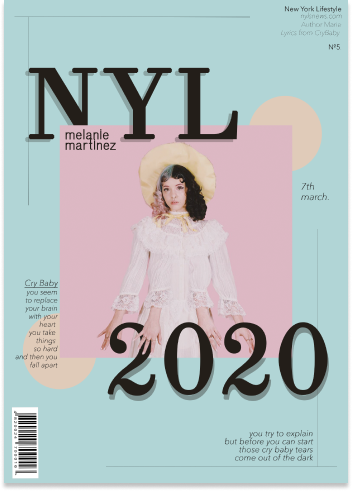 New York Lifestyle
nylsnews.com
Author Maria
Lyrics from CryBaby
Nº5
NYL
melanie
martinez
7th
march.
Cry Baby
you seem
to replace
your brain
with your
heart
you take
things
so hard
and then you
fall apart
2020
you try to explain
but before you can start
those cry baby tears
come out of the dark